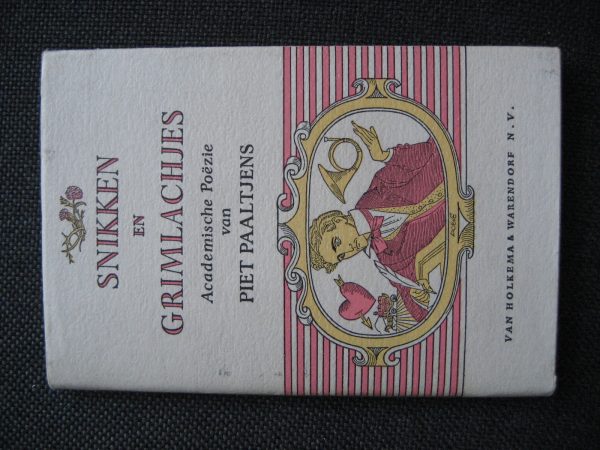 SNIKKEN
EN
GRIMLACHJES
Academische Poëzie
van
PIET PAALTJENS
VAN HOLKEMA & WARENDORF N.V.